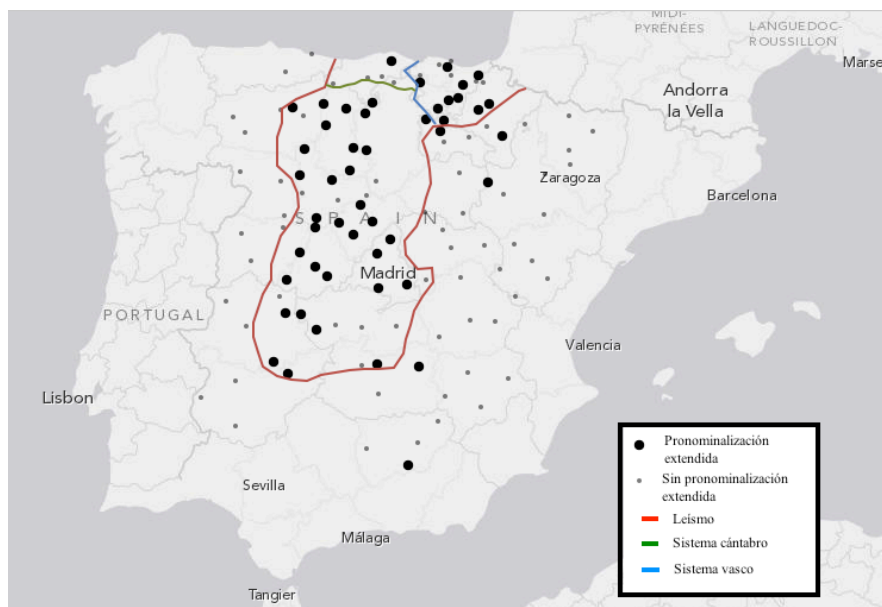 MIDI-
PYRÉNÉES
LANGUEDOC-
ROUSSILLON
Marse
Andorra
la Vella
Zaragoza
Barcelona
SPAIN
Madrid
PORTUGAL
Valencia
Lisbon
Sevilla
Málaga
Tangier
Pronominalización
extendida
Sin pronominalización
extendida
Leísmo
Sistema cántabro
Sistema vasco